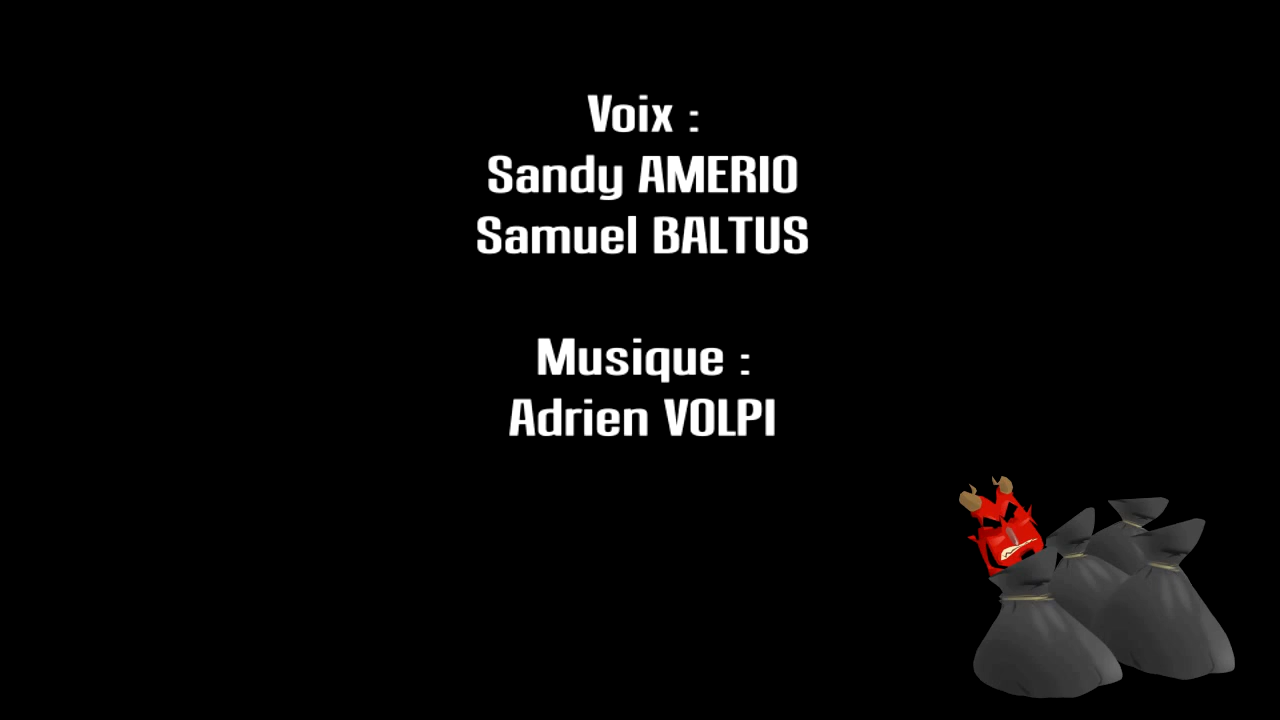 Voix :
Sandy AMERIO
Samuel BALTUS
Musique :
Adrien VOLPI